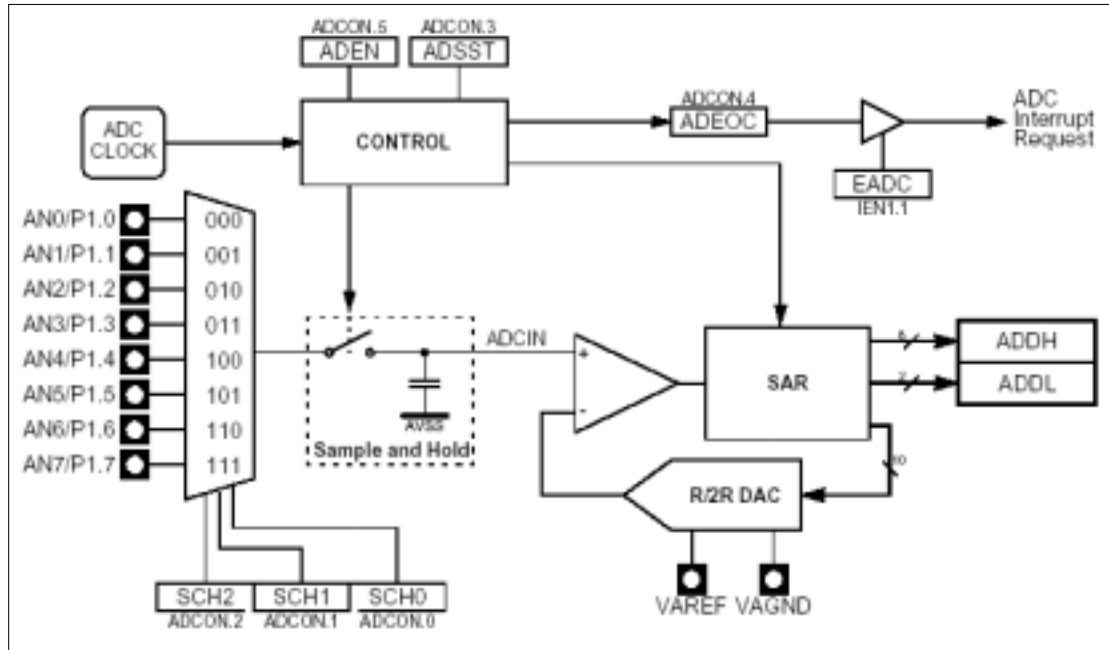 ADCON.5
ADCON.3
ADEN
ADSST
ADCON.4
ADEOC
ADC
Interrupt
Request
ADC
CLOCK
CONTROL
EADC
IEN1.1
AN0/P1.0
000
AN1/P1.1
001
AN2/P1.2
010
AN3/P1.3
011
AN4/P1.4
100
AN5/P1.5
101
AN6/P1.6
110
AN7/P1.7
111
ADCIN
+
-
AVSS
Sample and Hold
SAR
ADDH
2
ADDL
10
R/2R DAC
VAREF
VAGND
SCH2
SCH1
SCH0
ADCON.2
ADCON.1
ADCON.0